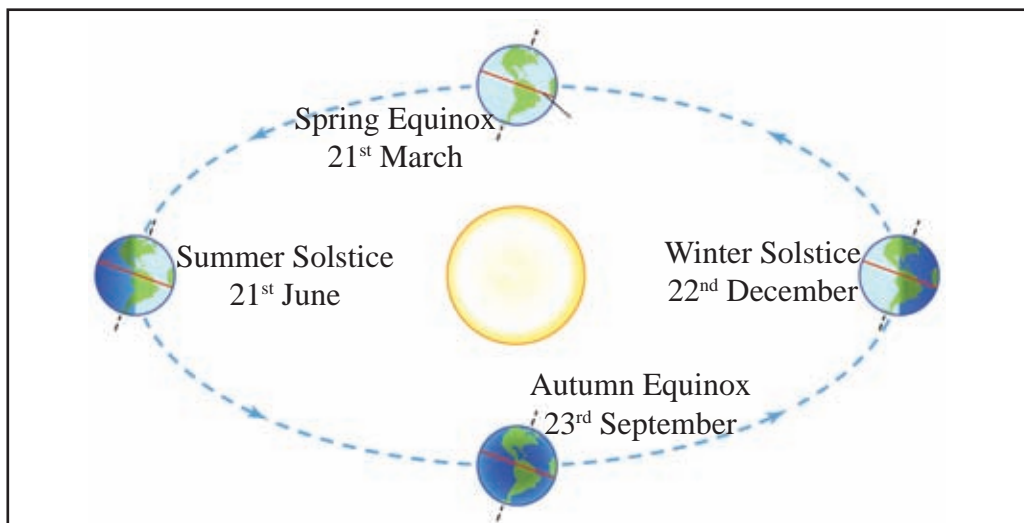 Spring Equinox
21st March
Summer Solstice
21st June
Winter Solstice
22nd December
Autumn Equinox
23rd September